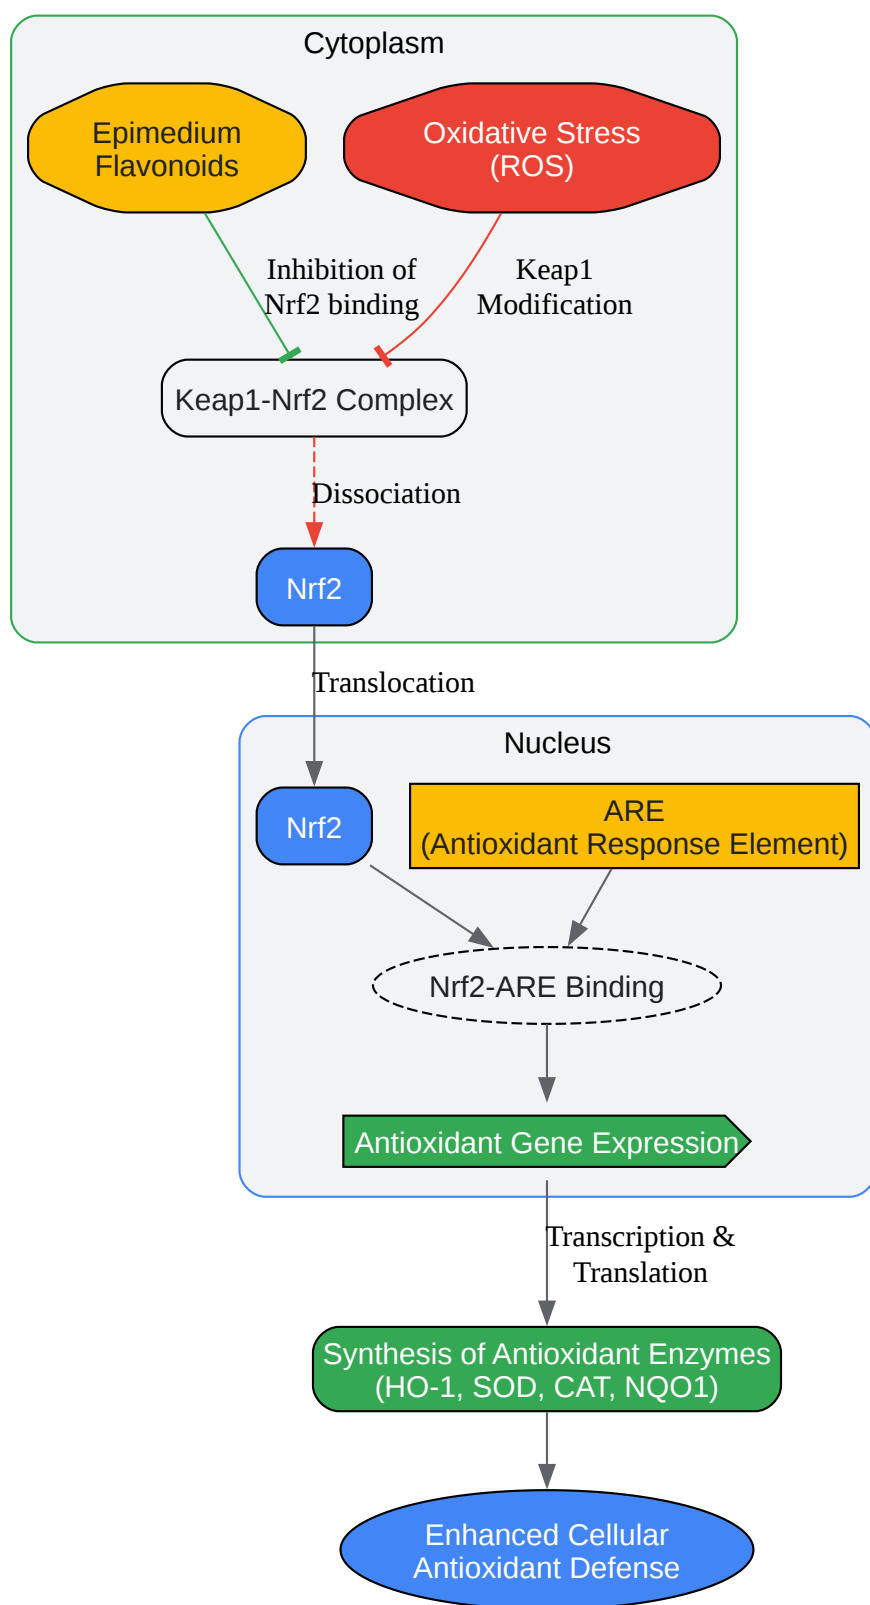 Cytoplasm
Epimedium
Flavonoids
Oxidative Stress
(ROS)
Inhibition of
Nrf2 binding
Keap1
Modification
Keap1-Nrf2 Complex
Dissociation
Nrf2
Translocation
Nucleus
Nrf2
ARE
(Antioxidant Response Element)
Nrf2-ARE Binding
Antioxidant Gene Expression
Transcription &
Translation
Synthesis of Antioxidant Enzymes
(HO-1, SOD, CAT, NQO1)
Enhanced Cellular
Antioxidant Defense